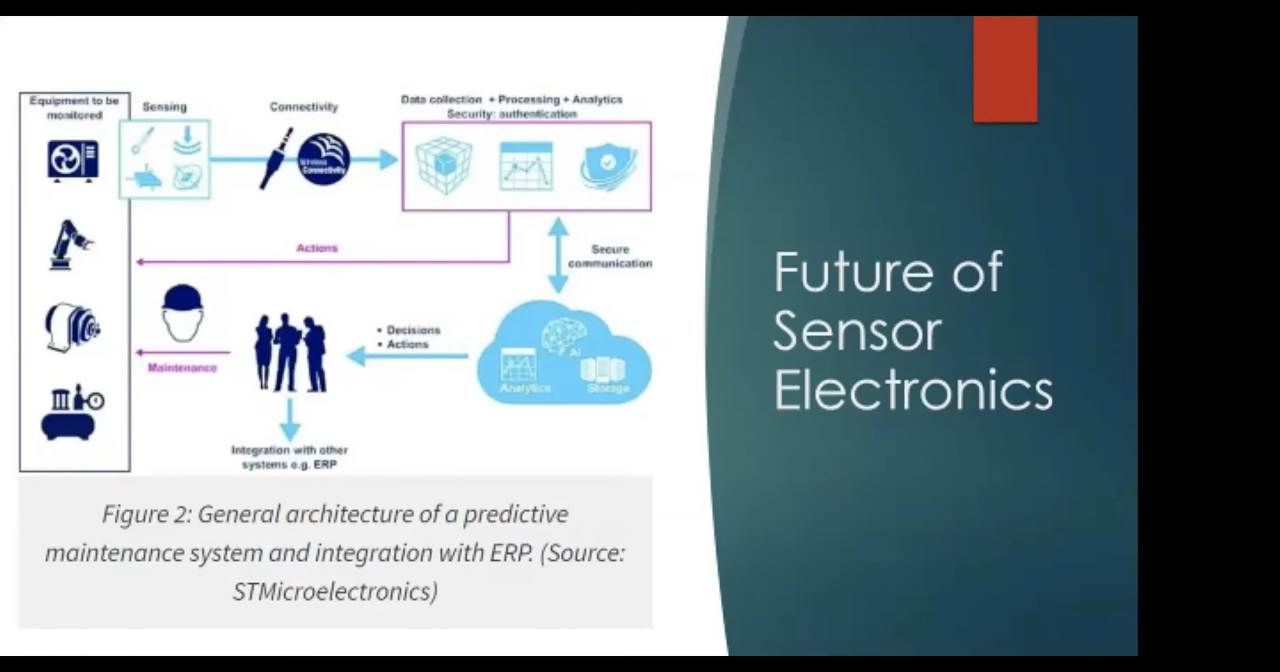 Equipment to be
monitored
Sensing
Connectivity
Data collection + Processing + Analytics
Security: authentication
Wireless
Connectivity
Actions
Secure
communication
• Decisions
• Actions
AI
Analytics
Storage
Maintenance
Integration with other
systems e.g. ERP
Figure 2: General architecture of a predictive
maintenance system and integration with ERP. (Source:
STMicroelectronics)
Future of
Sensor
Electronics